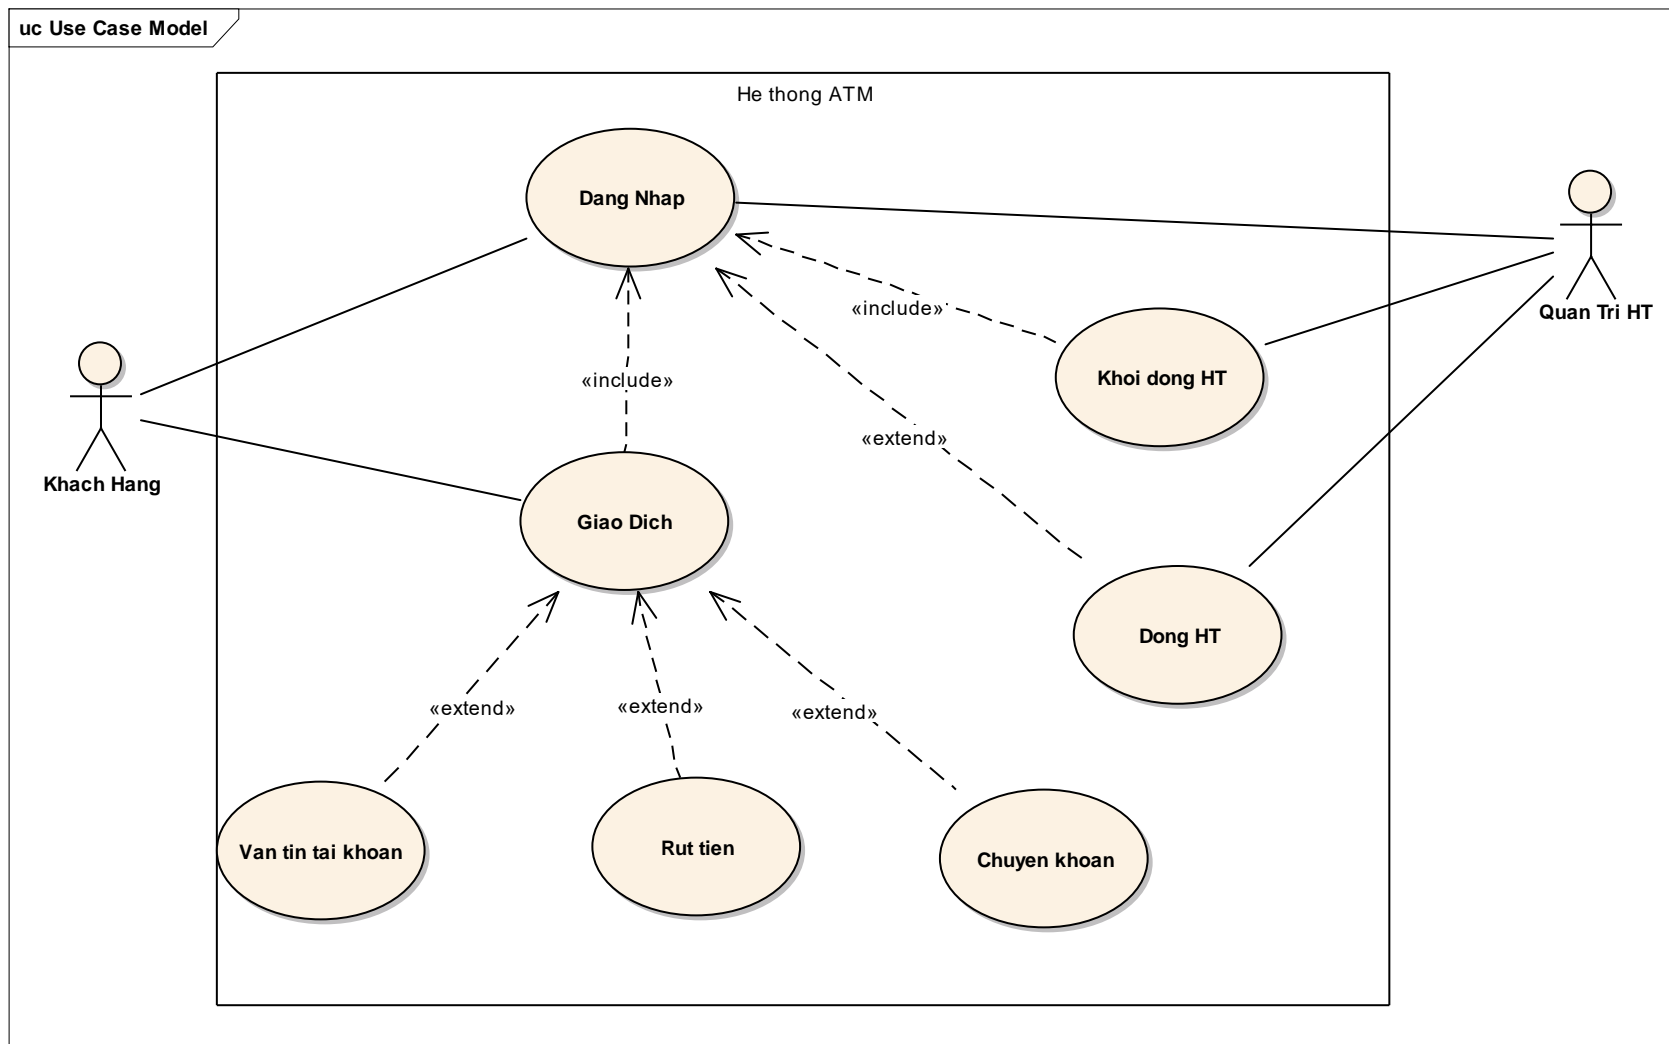 uc Use Case Model
He thong ATM
Dang Nhap
«include»
Quan Tri HT
Khoi dong HT
«include»
«extend»
Khach Hang
Giao Dich
Dong HT
«extend»
«extend»
«extend»
Van tin tai khoan
Rut tien
Chuyen khoan